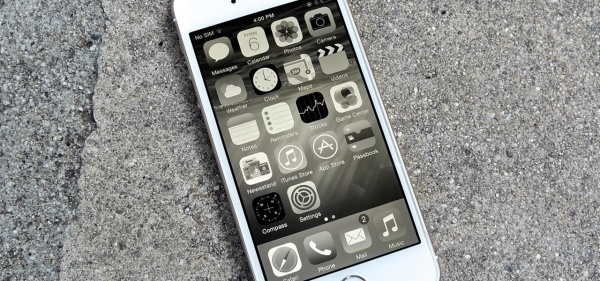 No SIM 4:00 PM
Friday
6
Messages Calendar Photos Camera
Weather Clock Maps Videos
Notes Reminders Stocks Game Center
Newsstand iTunes Store App Store Passbook
Compass Settings
2
Safari Phone Mail Music